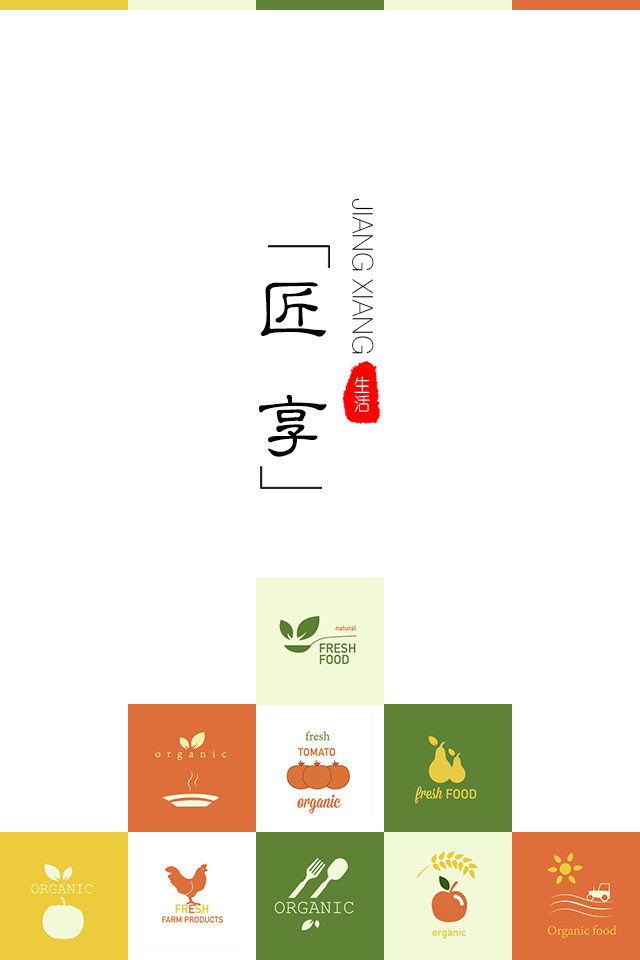 「匠享」
JIANG XIANG
生活
natural
FRESH
FOOD
organic
fresh
TOMATO
organic
fresh FOOD
ORGANIC
FRESH
FARM PRODUCTS
ORGANIC
organic
Organic food